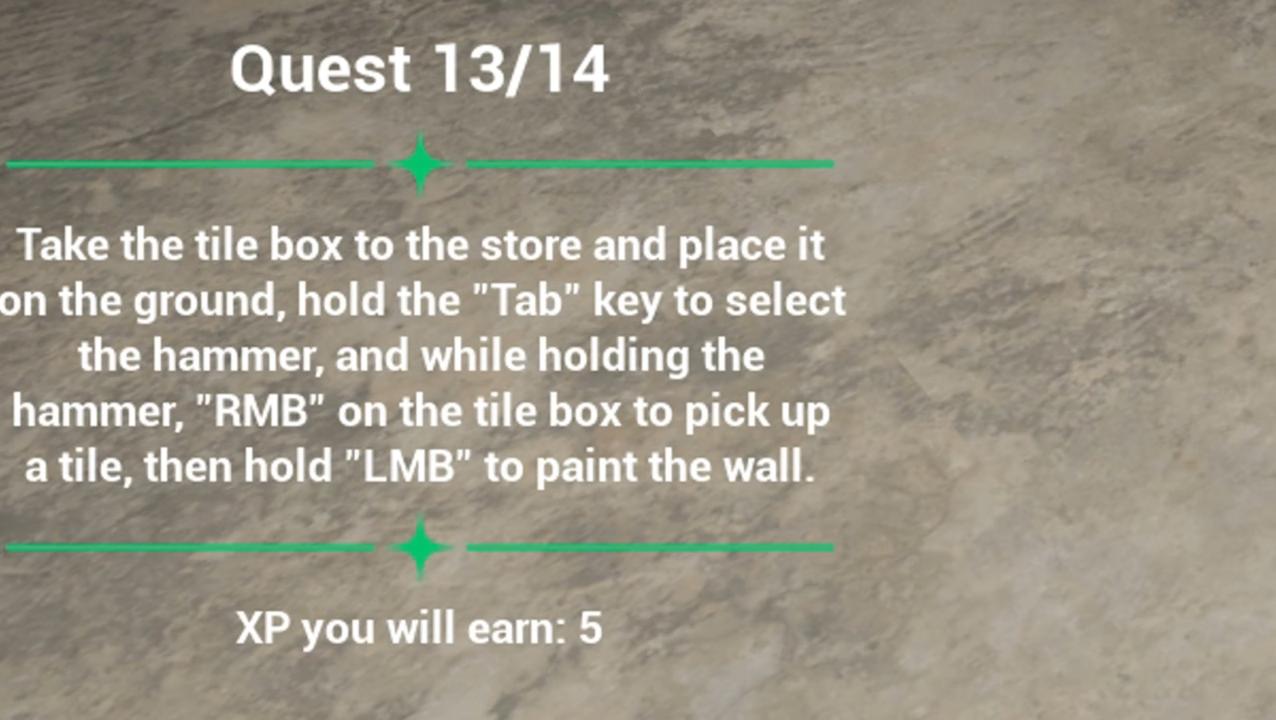 Quest 13/14
Take the tile box to the store and place it
on the ground, hold the "Tab" key to select
the hammer, and while holding the
hammer, "RMB" on the tile box to pick up
a tile, then hold "LMB" to paint the wall.
XP you will earn: 5